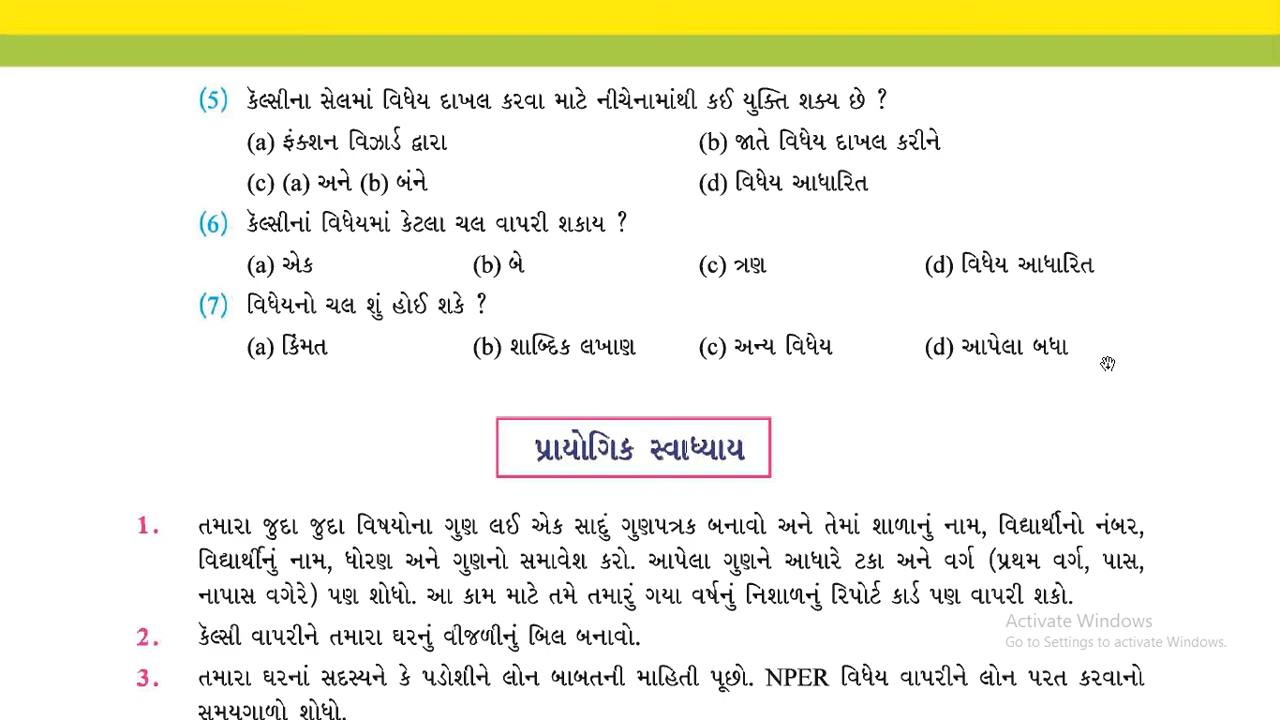 (5) કૅલ્સીના સેલમાં વિધેય દાખલ કરવા માટે નીચેનામાંથી કઈ યુક્તિ શક્ય છે ?
(a) ફંક્શન વિઝાર્ડ દ્વારા (b) જાતે વિધેય દાખલ કરીને
(c) (a) અને (b) બંને (d) વિધેય આધારિત
(6) કૅલ્સીનાં વિધેયમાં કેટલા ચલ વાપરી શકાય ?
(a) એક (b) બે (c) ત્રણ (d) વિધેય આધારિત
(7) વિધેયનો ચલ શું હોઈ શકે ?
(a) કિંમત (b) શાબ્દિક લખાણ (c) અન્ય વિધેય (d) આપેલા બધા
પ્રાયોગિક સ્વાધ્યાય
1. તમારા જુદા જુદા વિષયોના ગુણ લઈ એક સાદું ગુણપત્રક બનાવો અને તેમાં શાળાનું નામ, વિદ્યાર્થીનો નંબર,
વિદ્યાર્થીનું નામ, ધોરણ અને ગુણનો સમાવેશ કરો. આપેલા ગુણને આધારે ટકા અને વર્ગ (પ્રથમ વર્ગ, પાસ,
નાપાસ વગેરે) પણ શોધો. આ કામ માટે તમે તમારું ગયા વર્ષનું નિશાળનું રિપોર્ટ કાર્ડ પણ વાપરી શકો.
Activate Windows
Go to Settings to activate Windows.
2. કૅલ્સી વાપરીને તમારા ઘરનું વીજળીનું બિલ બનાવો.
3. તમારા ઘરનાં સદસ્યને કે પડોશીને લોન બાબતની માહિતી પૂછો. NPER વિધેય વાપરીને લોન પરત કરવાનો
સમયગાળો શોધો.